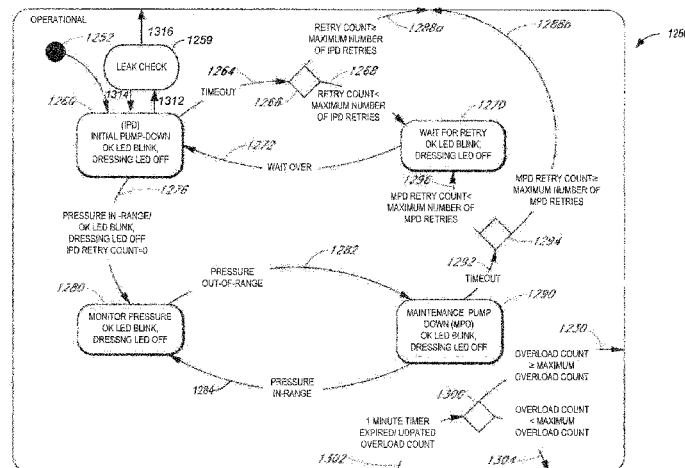 OPERATIONAL
1252
1316
1259
LEAK CHECK
1314
1312
1264
TIMEOUT
1266
1268
RETRY COUNT≥
MAXIMUM NUMBER
OF IPD RETRIES
1288a
1288b
RETRY COUNT<
MAXIMUM NUMBER
OF IPD RETRIES
1260
(IPD)
INITIAL PUMP-DOWN
OK LED BLINK,
DRESSING LED OFF
1270
WAIT FOR RETRY
OK LED BLINK,
DRESSING LED OFF
1272
WAIT OVER
1296
MPD RETRY COUNT<
MAXIMUM NUMBER OF
MPD RETRIES
MPD RETRY COUNT≥
MAXIMUM NUMBER OF
MPD RETRIES
1276
PRESSURE IN-RANGE/
OK LED BLINK,
DRESSING LED OFF
IPD RETRY COUNT=0
1294
1292
TIMEOUT
1280
MONITOR PRESSURE
OK LED BLINK,
DRESSING LED OFF
PRESSURE
OUT-OF-RANGE
1282
1290
MAINTENANCE PUMP
DOWN (MPD)
OK LED BLINK,
DRESSING LED OFF
1284
PRESSURE
IN-RANGE
1230
OVERLOAD COUNT
≥ MAXIMUM
OVERLOAD COUNT
1300
1 MINUTE TIMER
EXPIRED/ UDPATED
OVERLOAD COUNT
OVERLOAD COUNT
< MAXIMUM
OVERLOAD COUNT
1302
1304